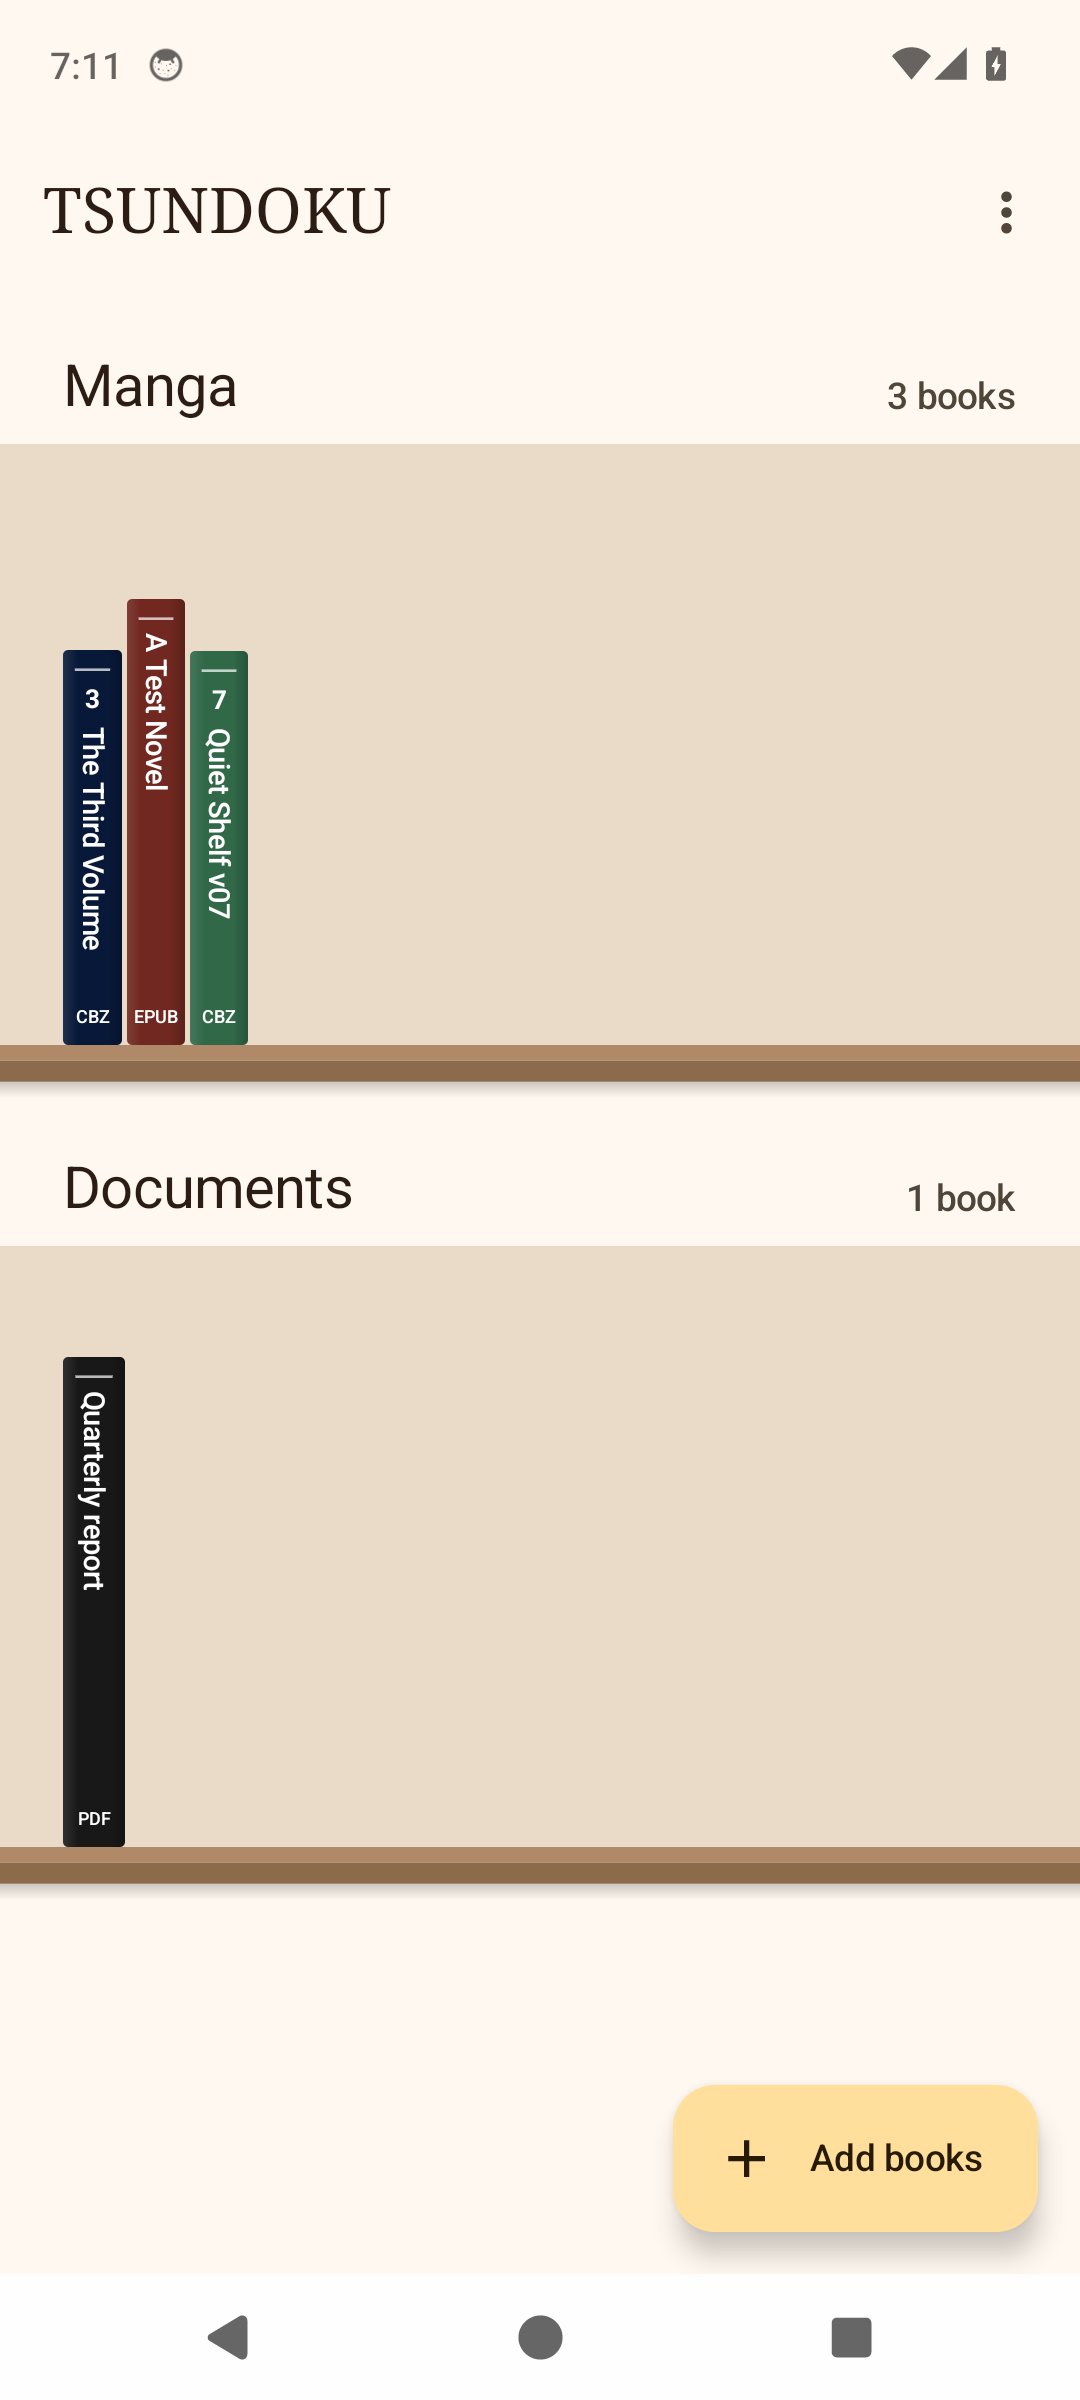 7:11
TSUNDOKU
Manga
3 books
3 The Third Volume
CBZ
A Test Novel
EPUB
7 Quiet Shelf v07
CBZ
Documents
1 book
Quarterly report
PDF
Add books